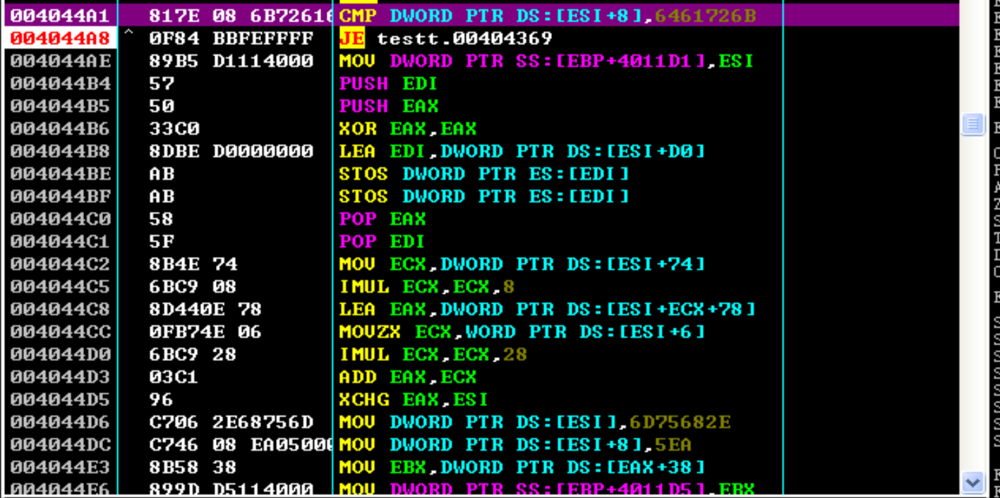 004044A1 817E 08 6B72616 CMP DWORD PTR DS:[ESI+8],6461726B
004044A8 ^ 0F84 BBFEFFFF JE testt.00404369
004044AE 89B5 D1114000 MOV DWORD PTR SS:[EBP+4011D1],ESI
004044B4 57 PUSH EDI
004044B5 50 PUSH EAX
004044B6 33C0 XOR EAX,EAX
004044B8 8DBE D0000000 LEA EDI,DWORD PTR DS:[ESI+D0]
004044BE AB STOS DWORD PTR ES:[EDI]
004044BF AB STOS DWORD PTR ES:[EDI]
004044C0 58 POP EAX
004044C1 5F POP EDI
004044C2 8B4E 74 MOV ECX,DWORD PTR DS:[ESI+74]
004044C5 6BC9 08 IMUL ECX,ECX,8
004044C8 8D440E 78 LEA EAX,DWORD PTR DS:[ESI+ECX+78]
004044CC 0FB74E 06 MOVZX ECX,WORD PTR DS:[ESI+6]
004044D0 6BC9 28 IMUL ECX,ECX,28
004044D3 03C1 ADD EAX,ECX
004044D5 96 XCHG EAX,ESI
004044D6 C706 2E68756D MOV DWORD PTR DS:[ESI],6D75682E
004044DC C746 08 EA05000 MOV DWORD PTR DS:[ESI+8],5EA
004044E3 8B58 38 MOV EBX,DWORD PTR DS:[EAX+38]
004044E6 899D D5114000 MOV DWORD PTR SS:[EBP+4011D5],EBX